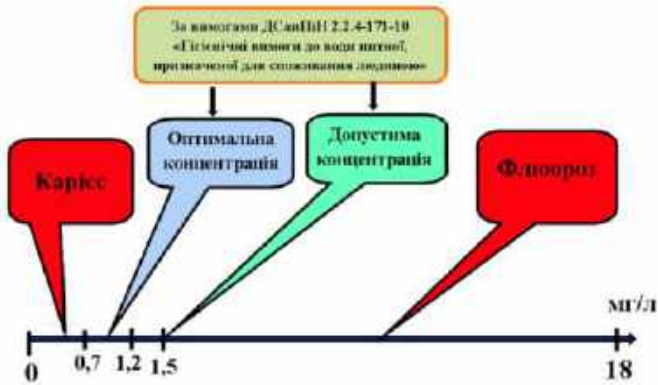 За вимогами ДСанПіН 2.2.4-171-10
«Гігієнічні вимоги до води питної,
призначеної для споживання людиною»
Оптимальна
концентрація
Допустима
концентрація
Карієс
Флюороз
мг/л
0
0,7
1,2
1,5
18